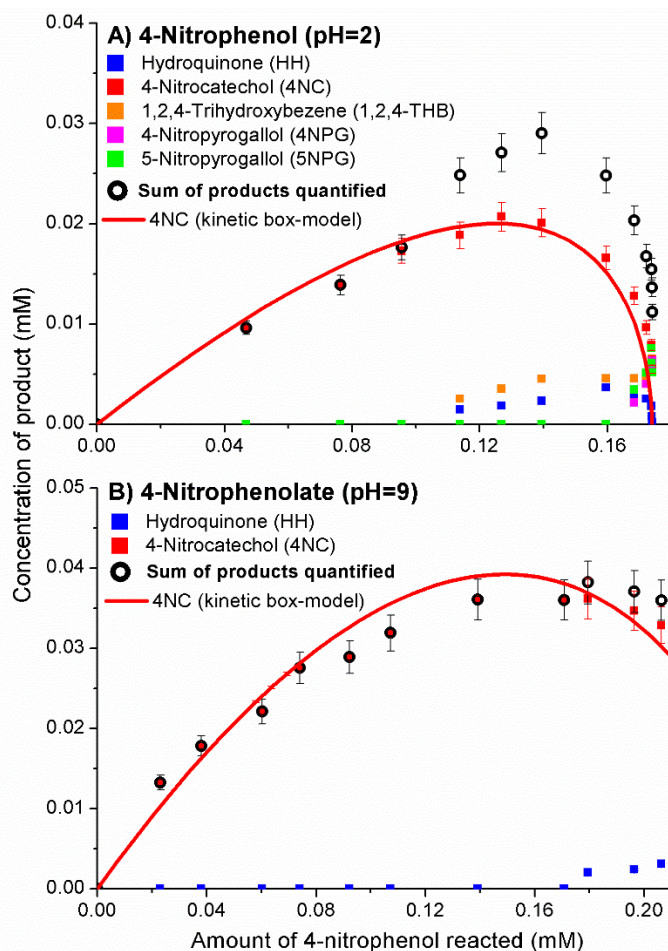 Concentration of product (mM)
0.04
0.03
0.02
0.01
0.00
A) 4-Nitrophenol (pH=2)
Hydroquinone (HH)
4-Nitrocatechol (4NC)
1,2,4-Trihydroxybezene (1,2,4-THB)
4-Nitropyrogallol (4NPG)
5-Nitropyrogallol (5NPG)
Sum of products quantified
4NC (kinetic box-model)
0.00 0.04 0.08 0.12 0.16
0.05
0.04
0.03
0.02
0.01
0.00
B) 4-Nitrophenolate (pH=9)
Hydroquinone (HH)
4-Nitrocatechol (4NC)
Sum of products quantified
4NC (kinetic box-model)
0.00 0.04 0.08 0.12 0.16 0.20
Amount of 4-nitrophenol reacted (mM)